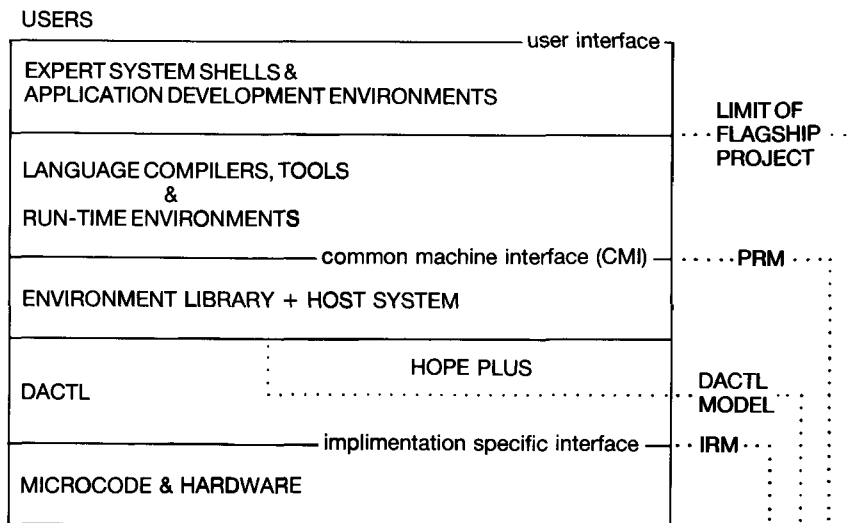 USERS
user interface
EXPERT SYSTEM SHELLS &
APPLICATION DEVELOPMENT ENVIRONMENTS
LIMIT OF
FLAGSHIP
PROJECT
LANGUAGE COMPILERS, TOOLS
&
RUN-TIME ENVIRONMENTS
common machine interface (CMI)
PRM
ENVIRONMENT LIBRARY + HOST SYSTEM
HOPE PLUS
DACTL
DACTL
MODEL
implimentation specific interface
IRM
MICROCODE & HARDWARE